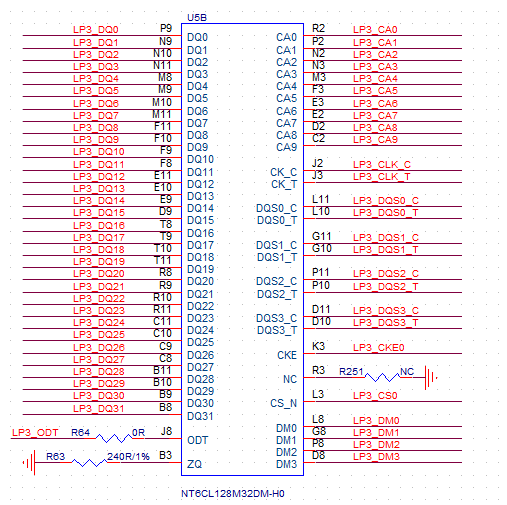 U5B
LP3_DQ0 P9 DQ0 CA0 R2 LP3_CA0
LP3_DQ1 N9 DQ1 CA1 P2 LP3_CA1
LP3_DQ2 N10 DQ2 CA2 N2 LP3_CA2
LP3_DQ3 N11 DQ3 CA3 N3 LP3_CA3
LP3_DQ4 M8 DQ4 CA4 M3 LP3_CA4
LP3_DQ5 M9 DQ5 CA5 F3 LP3_CA5
LP3_DQ6 M10 DQ6 CA6 E3 LP3_CA6
LP3_DQ7 M11 DQ7 CA7 E2 LP3_CA7
LP3_DQ8 F11 DQ8 CA8 D2 LP3_CA8
LP3_DQ9 F10 DQ9 CA9 C2 LP3_CA9
LP3_DQ10 F9 DQ10
LP3_DQ11 F8 DQ11 CK_C J2 LP3_CLK_C
LP3_DQ12 E11 DQ12 CK_T J3 LP3_CLK_T
LP3_DQ13 E10 DQ13
LP3_DQ14 E9 DQ14 DQS0_C L11 LP3_DQS0_C
LP3_DQ15 D9 DQ15 DQS0_T L10 LP3_DQS0_T
LP3_DQ16 T8 DQ16
LP3_DQ17 T9 DQ17 DQS1_C G11 LP3_DQS1_C
LP3_DQ18 T10 DQ18 DQS1_T G10 LP3_DQS1_T
LP3_DQ19 T11 DQ19
LP3_DQ20 R8 DQ20 DQS2_C P11 LP3_DQS2_C
LP3_DQ21 R9 DQ21 DQS2_T P10 LP3_DQS2_T
LP3_DQ22 R10 DQ22
LP3_DQ23 R11 DQ23 DQS3_C D11 LP3_DQS3_C
LP3_DQ24 C11 DQ24 DQS3_T D10 LP3_DQS3_T
LP3_DQ25 C10 DQ25
LP3_DQ26 C9 DQ26 CKE K3 LP3_CKE0
LP3_DQ27 C8 DQ27
LP3_DQ28 B11 DQ28 NC R3 R251 NC
LP3_DQ29 B10 DQ29
LP3_DQ30 B9 DQ30 CS_N L3 LP3_CS0
LP3_DQ31 B8 DQ31
DM0 L8 LP3_DM0
LP3_ODT R64 0R J8 ODT DM1 G8 LP3_DM1
DM2 P8 LP3_DM2
R63 240R/1% B3 ZQ DM3 D8 LP3_DM3
NT6CL128M32DM-H0